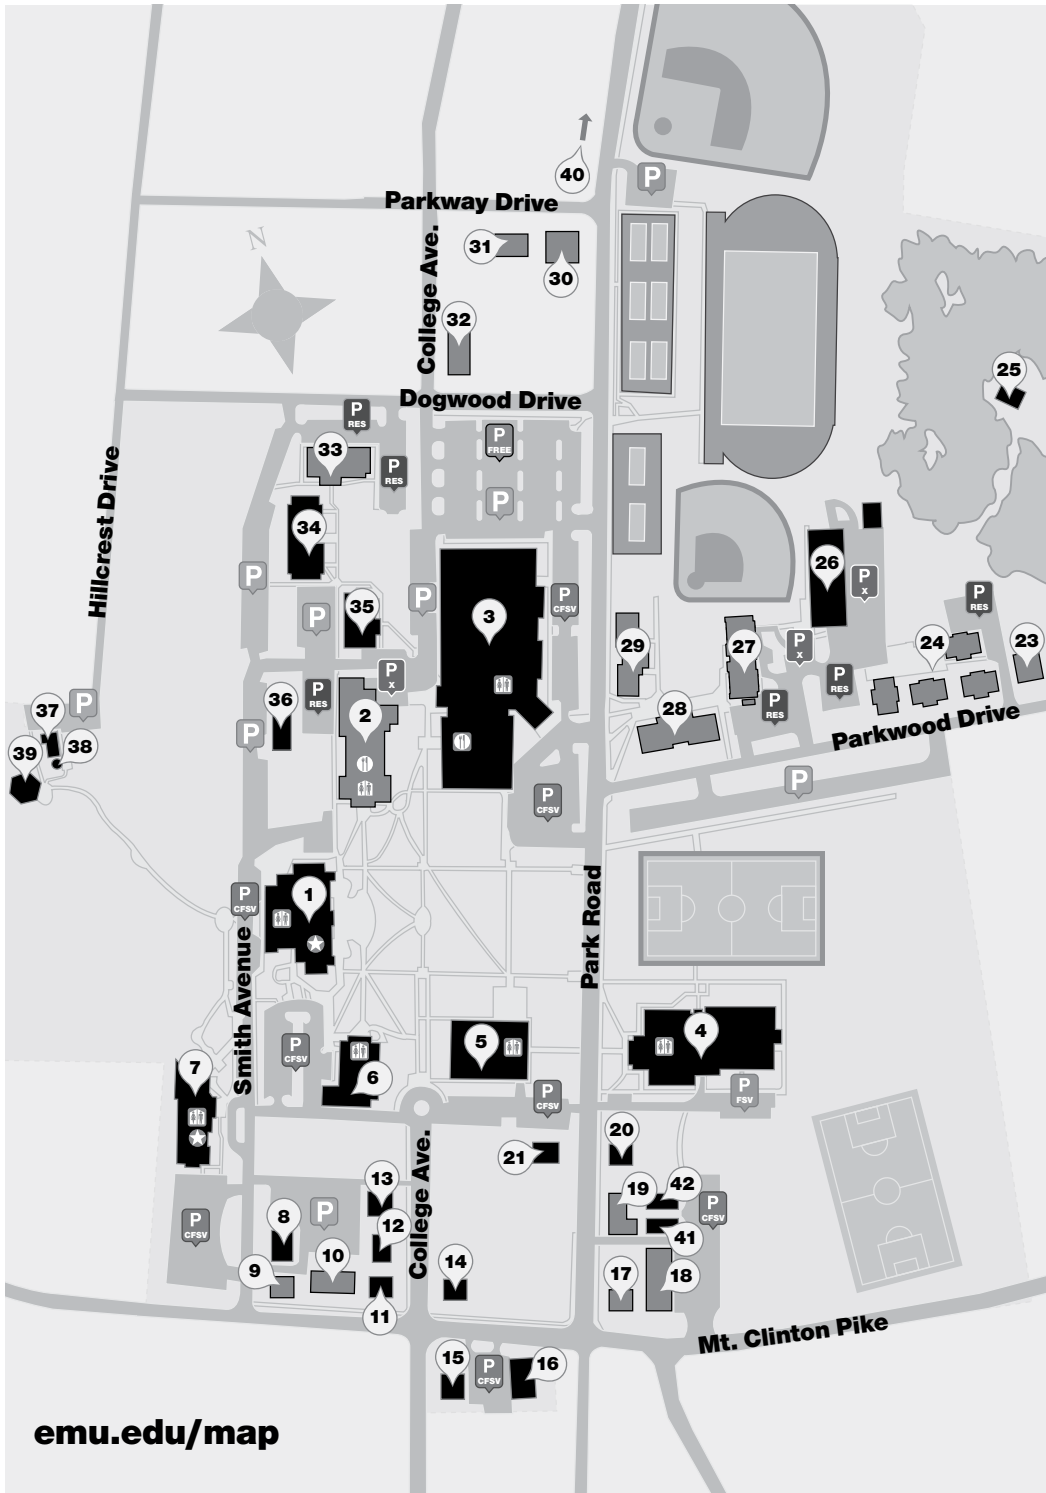 40
P
Parkway Drive
N
31
30
College Ave.
32
25
Dogwood Drive
P
RES
P
FREE
33
P
RES
P
34
Hillcrest Drive
26
P
P
x
P
35
P
P
CFSV
P
RES
3
P
29
27
P
x
24
23
P
x
P
RES
36
P
RES
37
P
2
28
P
RES
Parkwood Drive
P
38
39
P
P
CFSV
1
P
CFSV
Park Road
Smith Avenue
4
5
P
CFSV
7
6
P
FSV
P
CFSV
20
21
College Ave.
13
19
42
8
P
P
CFSV
12
P
CFSV
41
10
14
9
17
18
11
Mt. Clinton Pike
15
16
P
CFSV
emu.edu/map